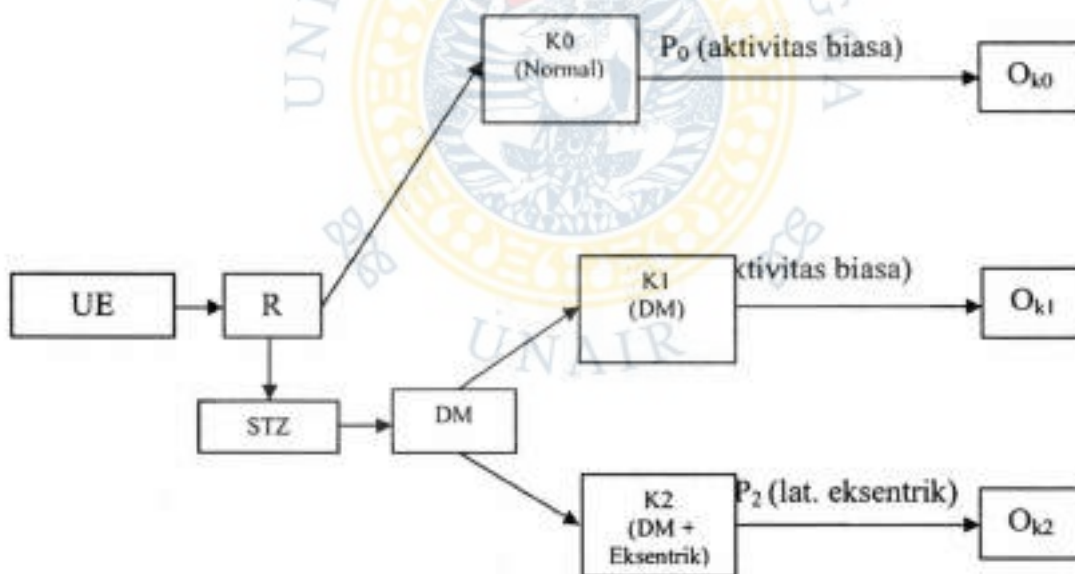 K0
(Normal)
P₀ (aktivitas biasa)
Oₖ₀
UE
R
K1
(DM)
ktivitas biasa)
Oₖ₁
STZ
DM
K2
(DM +
Eksentrik)
P₂ (lat. eksentrik)
Oₖ₂
UNAIR